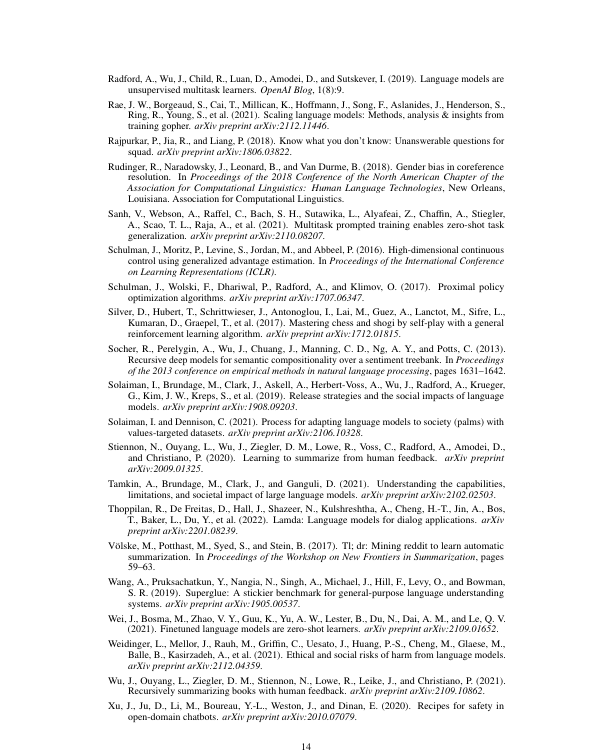 Radford, A., Wu, J., Child, R., Luan, D., Amodei, D., and Sutskever, I. (2019). Language models are
unsupervised multitask learners. OpenAI Blog, 1(8):9.
Rae, J. W., Borgeaud, S., Cai, T., Millican, K., Hoffmann, J., Song, F., Aslanides, J., Henderson, S.,
Ring, R., Young, S., et al. (2021). Scaling language models: Methods, analysis & insights from
training gopher. arXiv preprint arXiv:2112.11446.
Rajpurkar, P., Jia, R., and Liang, P. (2018). Know what you don't know: Unanswerable questions for
squad. arXiv preprint arXiv:1806.03822.
Rudinger, R., Naradowsky, J., Leonard, B., and Van Durme, B. (2018). Gender bias in coreference
resolution. In Proceedings of the 2018 Conference of the North American Chapter of the
Association for Computational Linguistics: Human Language Technologies, New Orleans,
Louisiana. Association for Computational Linguistics.
Sanh, V., Webson, A., Raffel, C., Bach, S. H., Sutawika, L., Alyafeai, Z., Chaffin, A., Stiegler,
A., Scao, T. L., Raja, A., et al. (2021). Multitask prompted training enables zero-shot task
generalization. arXiv preprint arXiv:2110.08207.
Schulman, J., Moritz, P., Levine, S., Jordan, M., and Abbeel, P. (2016). High-dimensional continuous
control using generalized advantage estimation. In Proceedings of the International Conference
on Learning Representations (ICLR).
Schulman, J., Wolski, F., Dhariwal, P., Radford, A., and Klimov, O. (2017). Proximal policy
optimization algorithms. arXiv preprint arXiv:1707.06347.
Silver, D., Hubert, T., Schrittwieser, J., Antonoglou, I., Lai, M., Guez, A., Lanctot, M., Sifre, L.,
Kumaran, D., Graepel, T., et al. (2017). Mastering chess and shogi by self-play with a general
reinforcement learning algorithm. arXiv preprint arXiv:1712.01815.
Socher, R., Perelygin, A., Wu, J., Chuang, J., Manning, C. D., Ng, A. Y., and Potts, C. (2013).
Recursive deep models for semantic compositionality over a sentiment treebank. In Proceedings
of the 2013 conference on empirical methods in natural language processing, pages 1631–1642.
Solaiman, I., Brundage, M., Clark, J., Askell, A., Herbert-Voss, A., Wu, J., Radford, A., Krueger,
G., Kim, J. W., Kreps, S., et al. (2019). Release strategies and the social impacts of language
models. arXiv preprint arXiv:1908.09203.
Solaiman, I. and Dennison, C. (2021). Process for adapting language models to society (palms) with
values-targeted datasets. arXiv preprint arXiv:2106.10328.
Stiennon, N., Ouyang, L., Wu, J., Ziegler, D. M., Lowe, R., Voss, C., Radford, A., Amodei, D.,
and Christiano, P. (2020). Learning to summarize from human feedback. arXiv preprint
arXiv:2009.01325.
Tamkin, A., Brundage, M., Clark, J., and Ganguli, D. (2021). Understanding the capabilities,
limitations, and societal impact of large language models. arXiv preprint arXiv:2102.02503.
Thoppilan, R., De Freitas, D., Hall, J., Shazeer, N., Kulshreshtha, A., Cheng, H.-T., Jin, A., Bos,
T., Baker, L., Du, Y., et al. (2022). Lamda: Language models for dialog applications. arXiv
preprint arXiv:2201.08239.
Völske, M., Potthast, M., Syed, S., and Stein, B. (2017). Tl; dr: Mining reddit to learn automatic
summarization. In Proceedings of the Workshop on New Frontiers in Summarization, pages
59–63.
Wang, A., Pruksachatkun, Y., Nangia, N., Singh, A., Michael, J., Hill, F., Levy, O., and Bowman,
S. R. (2019). Superglue: A stickier benchmark for general-purpose language understanding
systems. arXiv preprint arXiv:1905.00537.
Wei, J., Bosma, M., Zhao, V. Y., Guu, K., Yu, A. W., Lester, B., Du, N., Dai, A. M., and Le, Q. V.
(2021). Finetuned language models are zero-shot learners. arXiv preprint arXiv:2109.01652.
Weidinger, L., Mellor, J., Rauh, M., Griffin, C., Uesato, J., Huang, P.-S., Cheng, M., Glaese, M.,
Balle, B., Kasirzadeh, A., et al. (2021). Ethical and social risks of harm from language models.
arXiv preprint arXiv:2112.04359.
Wu, J., Ouyang, L., Ziegler, D. M., Stiennon, N., Lowe, R., Leike, J., and Christiano, P. (2021).
Recursively summarizing books with human feedback. arXiv preprint arXiv:2109.10862.
Xu, J., Ju, D., Li, M., Boureau, Y.-L., Weston, J., and Dinan, E. (2020). Recipes for safety in
open-domain chatbots. arXiv preprint arXiv:2010.07079.
14